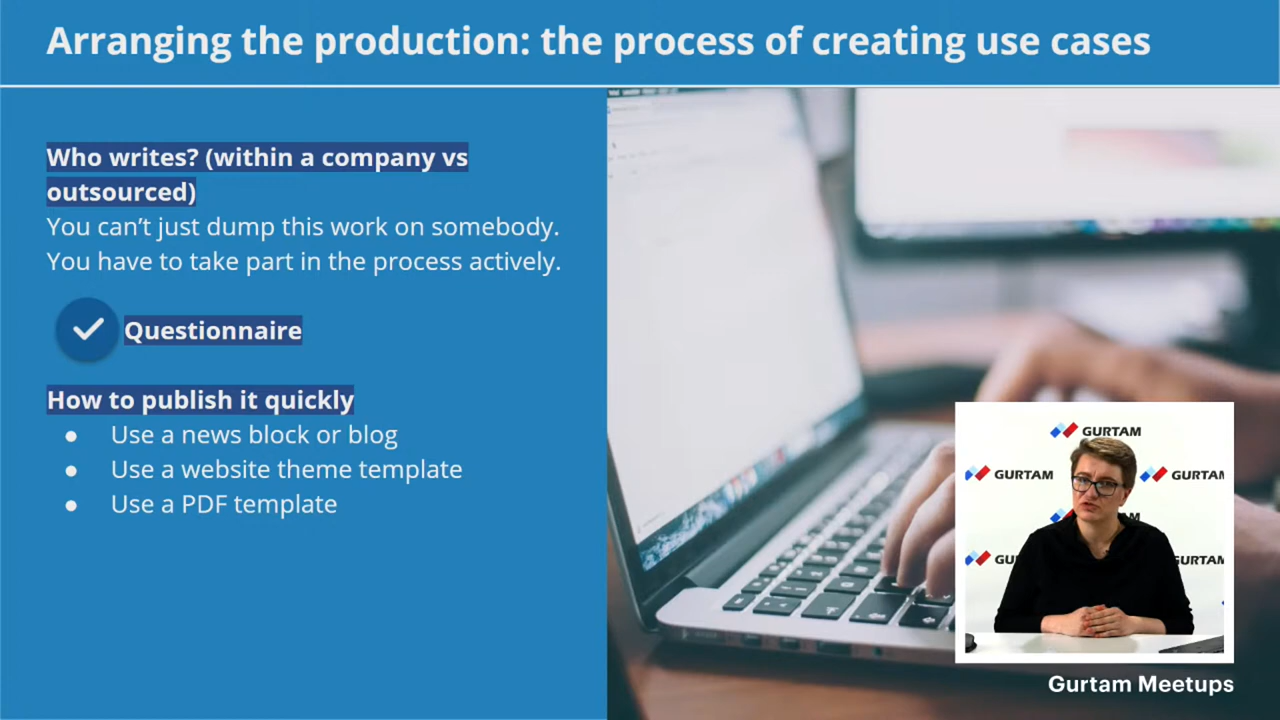 Arranging the production: the process of creating use cases
Who writes? (within a company vs
outsourced)
You can’t just dump this work on somebody.
You have to take part in the process actively.
Questionnaire
How to publish it quickly
● Use a news block or blog
● Use a website theme template
● Use a PDF template
GURTAM
GURTAM
GURTAM
GURTAM
Gurtam Meetups